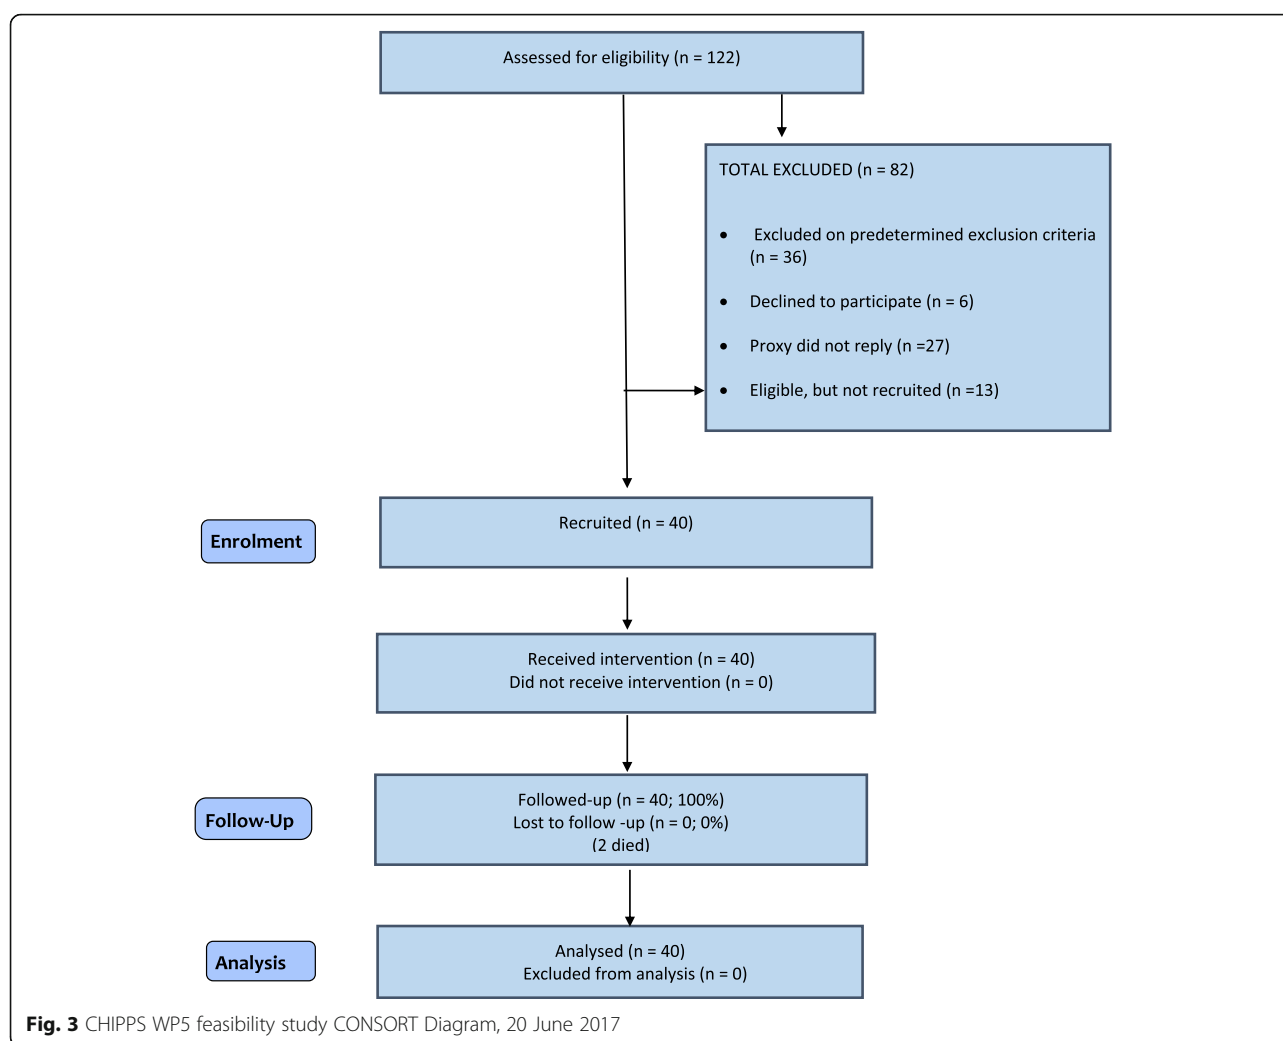 Assessed for eligibility (n = 122)
TOTAL EXCLUDED (n = 82)
• Excluded on predetermined exclusion criteria
(n = 36)
• Declined to participate (n = 6)
• Proxy did not reply (n =27)
• Eligible, but not recruited (n =13)
Recruited (n = 40)
Enrolment
Received intervention (n = 40)
Did not receive intervention (n = 0)
Followed-up (n = 40; 100%)
Lost to follow -up (n = 0; 0%)
(2 died)
Follow-Up
Analysed (n = 40)
Excluded from analysis (n = 0)
Analysis
Fig. 3 CHIPPS WP5 feasibility study CONSORT Diagram, 20 June 2017